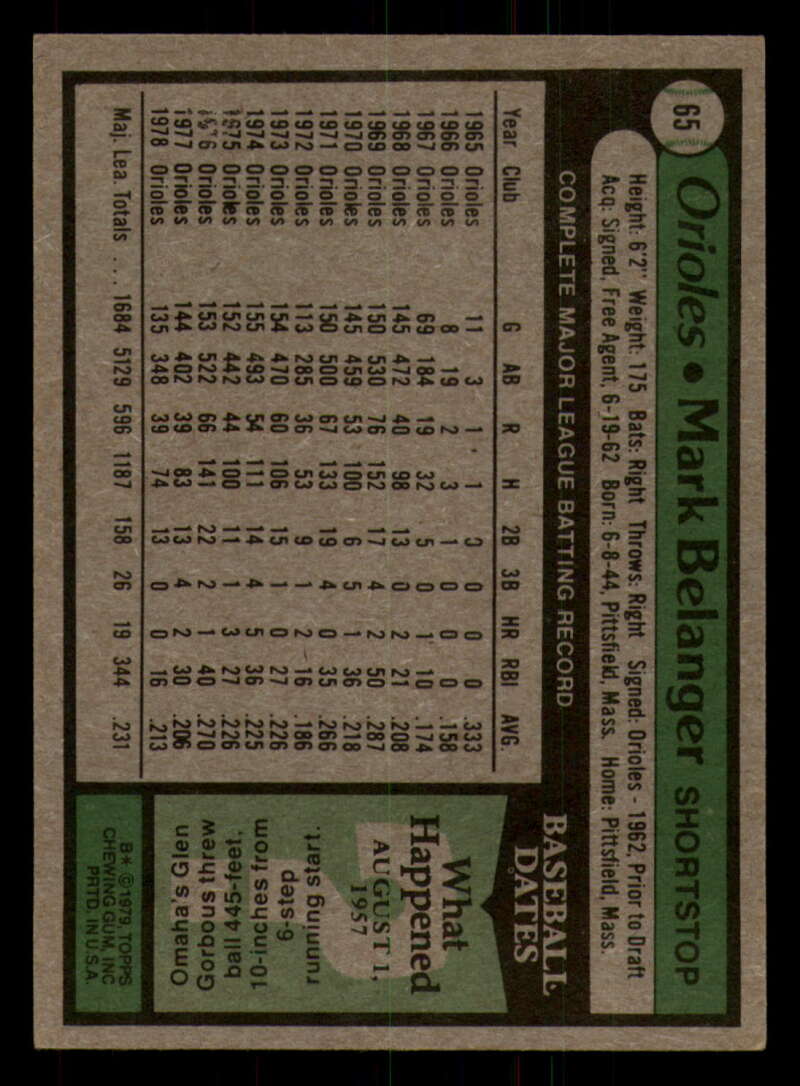 65
Orioles • Mark Belanger SHORTSTOP
Height: 6'2" Weight: 175 Bats: Right Throws: Right Signed: Orioles - 1962, Prior to Draft
Acq: Signed, Free Agent, 6-19-62 Born: 6-8-44, Pittsfield, Mass. Home: Pittsfield, Mass.
COMPLETE MAJOR LEAGUE BATTING RECORD
Year Club G AB R H 2B 3B HR RBI AVG.
1965 Orioles 11 3 1 1 3 0 0 0 .333
1966 Orioles 8 19 2 3 1 0 0 0 .158
1967 Orioles 69 184 19 32 5 0 1 10 .174
1968 Orioles 145 472 40 98 13 0 2 21 .208
1969 Orioles 150 530 76 152 17 4 2 50 .287
1970 Orioles 145 459 53 100 6 5 1 36 .218
1971 Orioles 150 500 67 133 19 4 0 35 .266
1972 Orioles 113 285 36 53 9 1 2 16 .186
1973 Orioles 154 470 60 106 15 1 0 27 .226
1974 Orioles 155 493 54 111 14 4 5 36 .225
1975 Orioles 152 442 44 100 11 1 3 27 .226
1976 Orioles 153 522 66 141 22 2 1 40 .270
1977 Orioles 144 402 39 83 13 4 2 30 .206
1978 Orioles 135 348 39 74 13 0 0 16 .213
Maj. Lea. Totals . . . 1684 5129 596 1187 158 26 19 344 .231
BASEBALL
DATES
What
Happened
AUGUST 1,
1957
Omaha's Glen
Gorbous threw
ball 445-feet,
10-inches from
6-step
running start.
B* ©1979, TOPPS
CHEWING GUM, INC
PRTD. IN U.S.A.